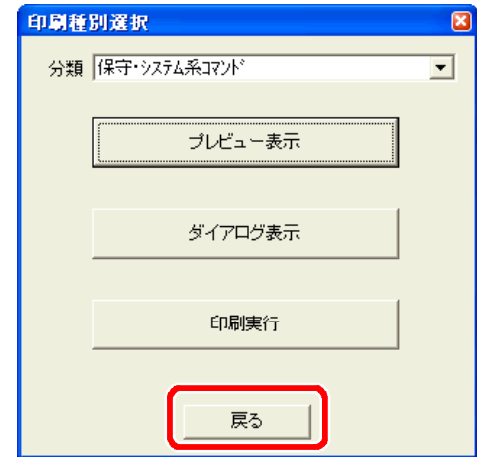 印刷種別選択
分類 保守・システム系コマンド
プレビュー表示
ダイアログ表示
印刷実行
戻る